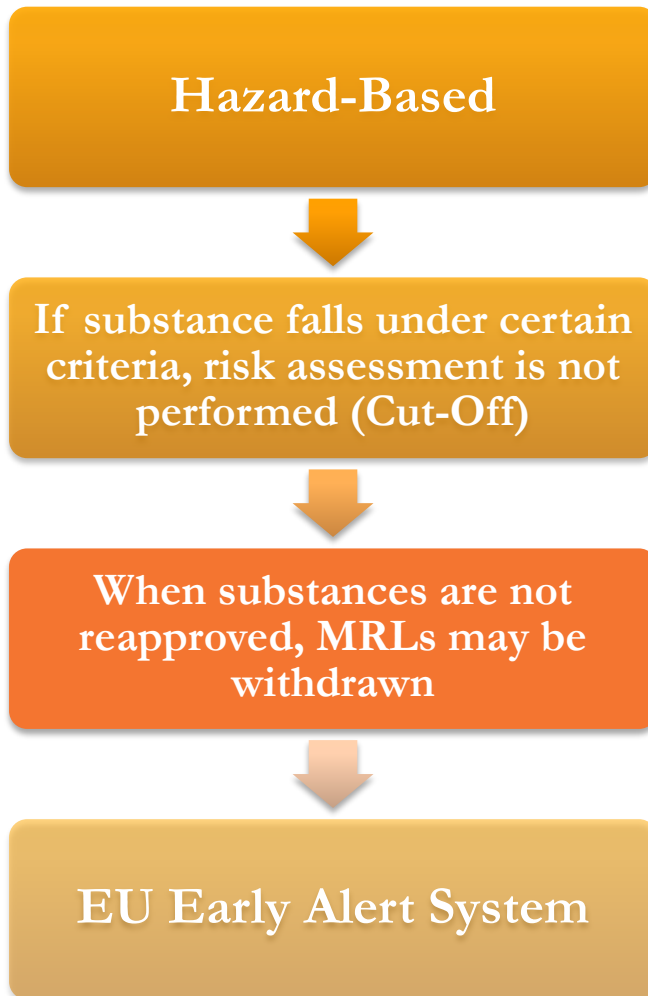 Hazard-Based
If substance falls under certain
criteria, risk assessment is not
performed (Cut-Off)
When substances are not
reapproved, MRLs may be
withdrawn
EU Early Alert System